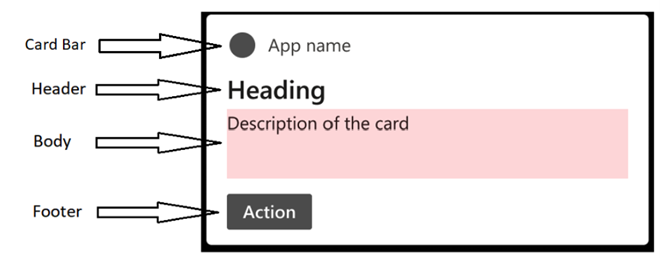 Card Bar
App name
Header
Heading
Description of the card
Body
Footer
Action